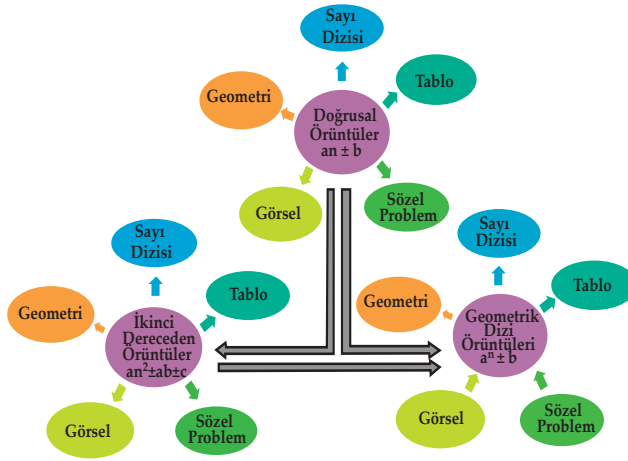 Sayı
Dizisi
Geometri
Tablo
Doğrusal
Örüntüler
an ± b
Görsel
Sözel
Problem
Sayı
Dizisi
Geometri
Tablo
İkinci
Dereceden
Örüntüler
an²±ab±c
Görsel
Sözel
Problem
Sayı
Dizisi
Geometri
Tablo
Geometrik
Dizi
Örüntüleri
aⁿ ± b
Görsel
Sözel
Problem